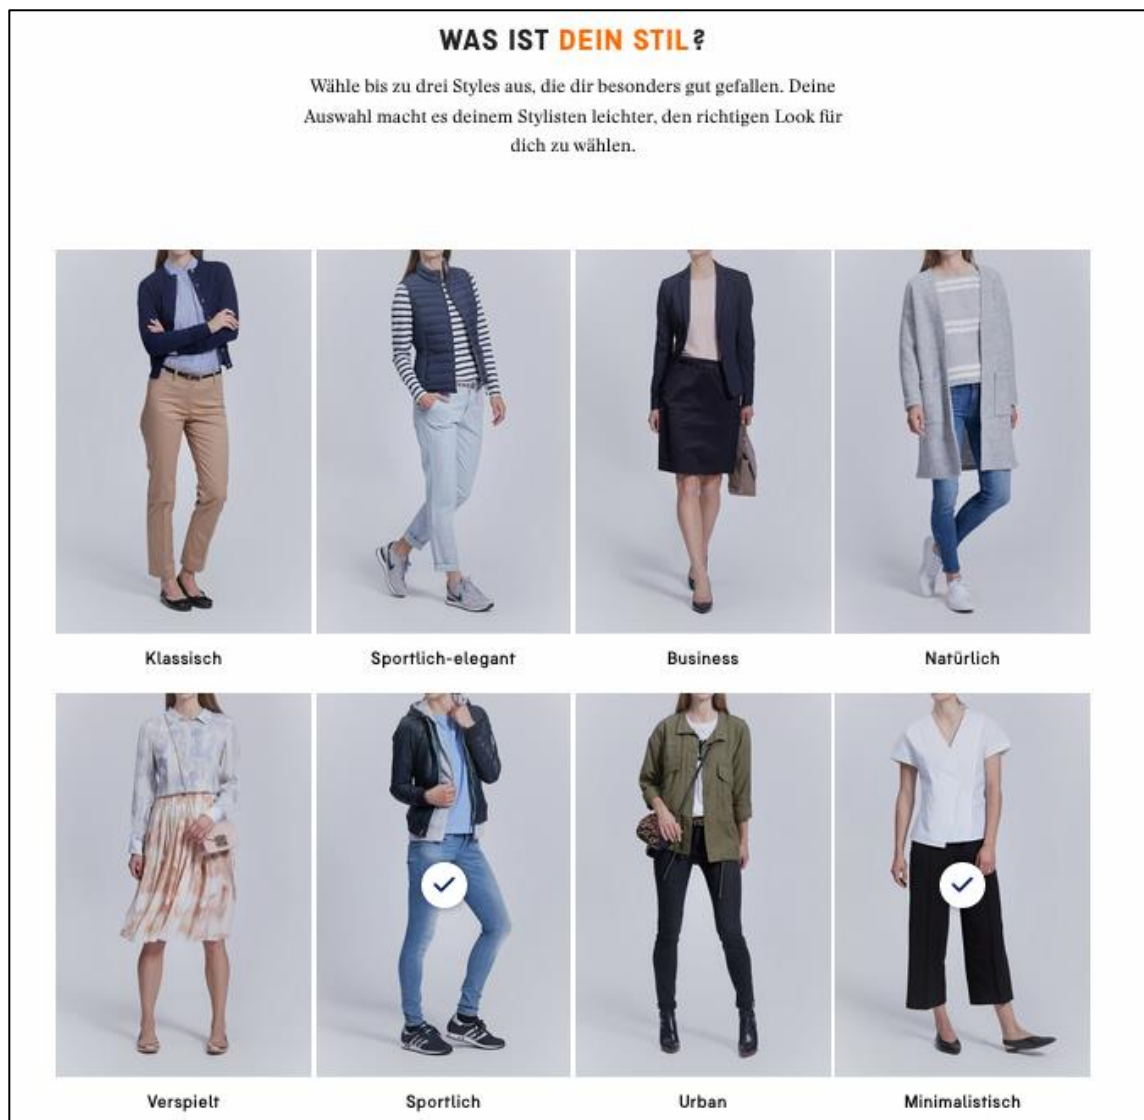 WAS IST DEIN STIL?
Wähle bis zu drei Styles aus, die dir besonders gut gefallen. Deine
Auswahl macht es deinem Stylisten leichter, den richtigen Look für
dich zu wählen.
Klassisch
Sportlich-elegant
Business
Natürlich
Verspielt
Sportlich
Urban
Minimalistisch